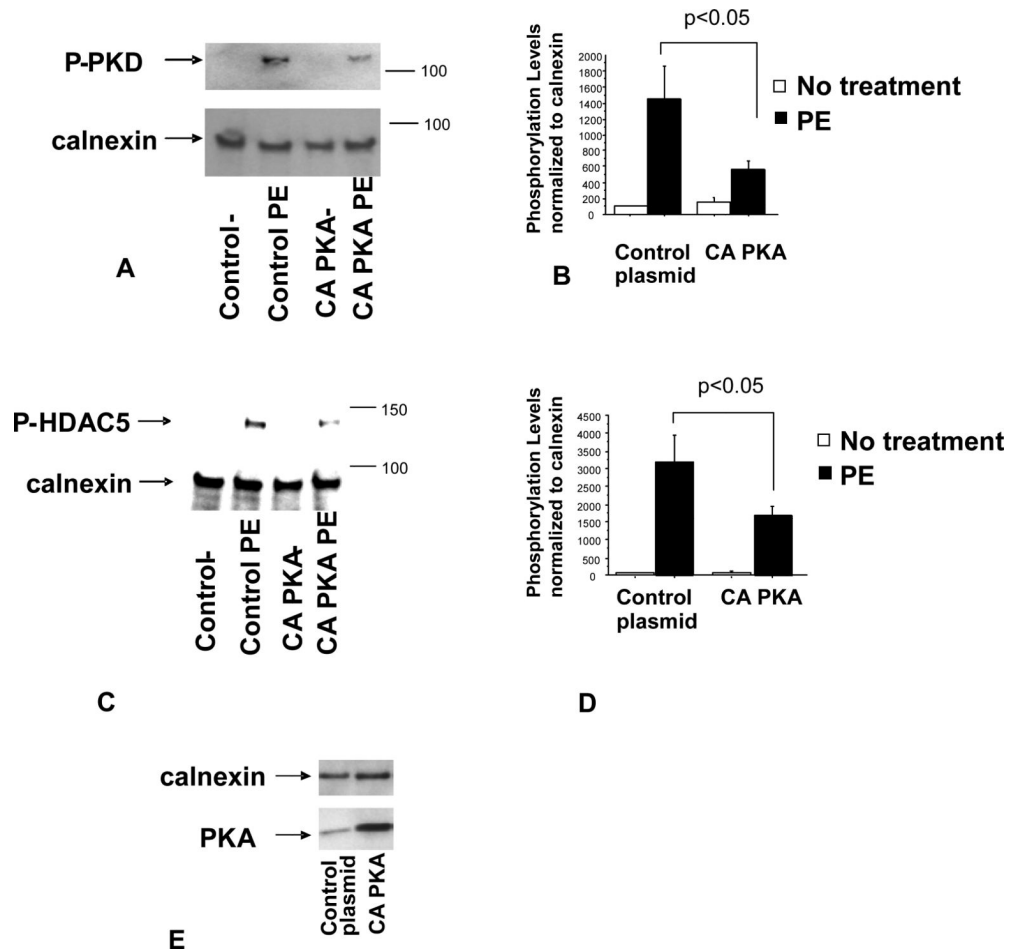 P-PKD
100
calnexin
100
Control-
Control PE
CA PKA-
CA PKA PE
A
p<0.05
Phosphorylation Levels
normalized to calnexin
2000
1800
1600
1400
1200
1000
800
600
400
200
0
No treatment
PE
Control
plasmid
CA PKA
B
P-HDAC5
150
calnexin
100
Control-
Control PE
CA PKA-
CA PKA PE
C
p<0.05
Phosphorylation Levels
normalized to calnexin
4500
4000
3500
3000
2500
2000
1500
1000
500
0
No treatment
PE
Control
plasmid
CA PKA
D
calnexin
PKA
Control
plasmid
CA PKA
E